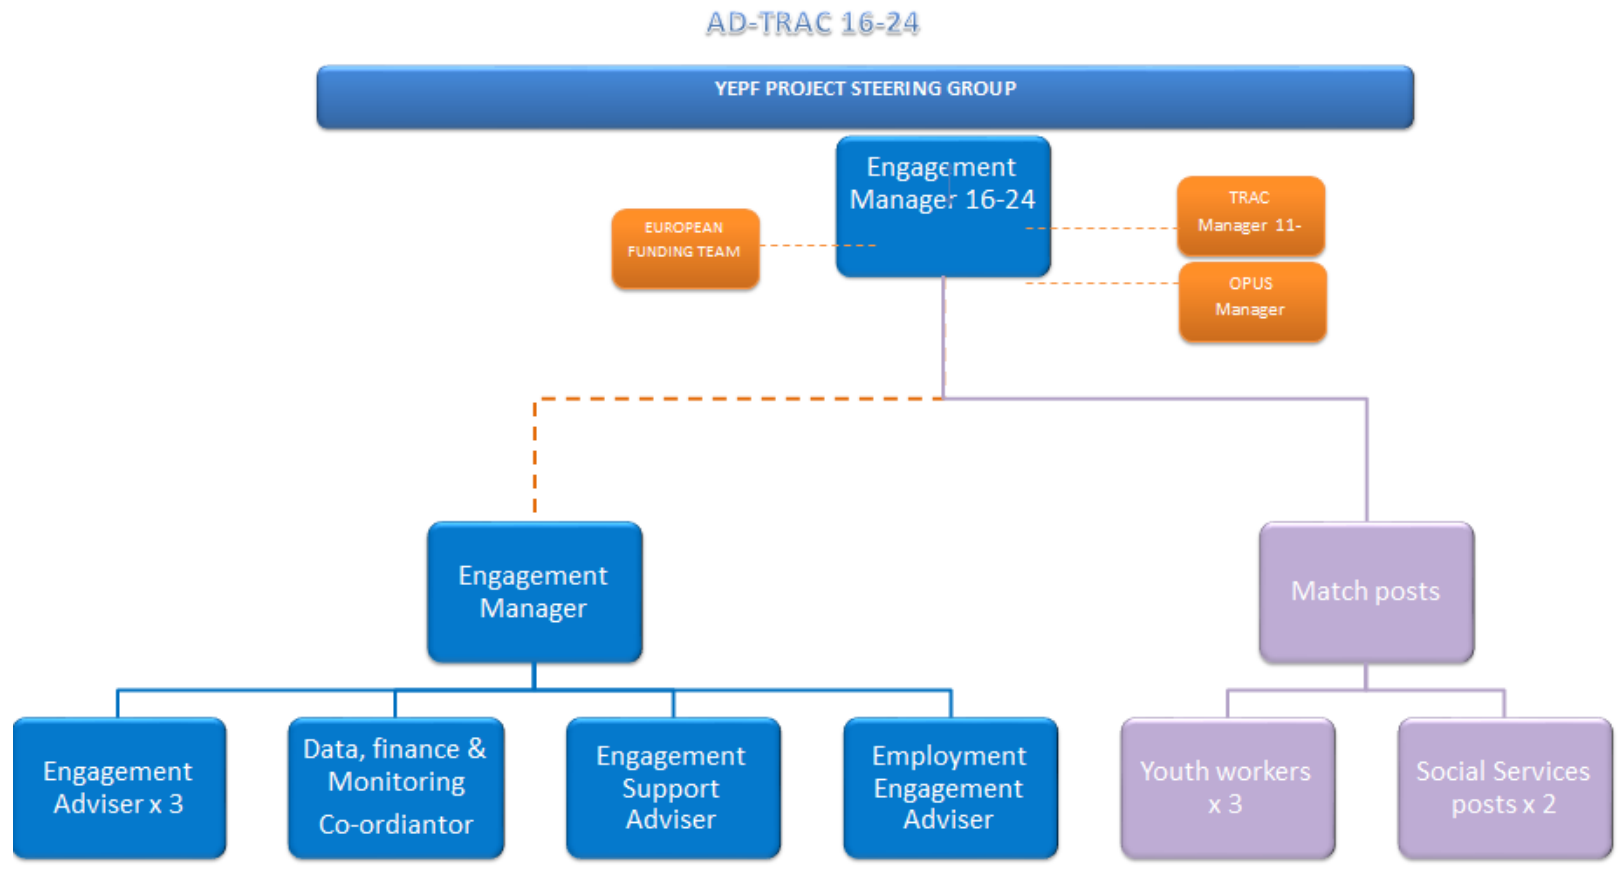 AD-TRAC 16-24
YEPF PROJECT STEERING GROUP
Engagement
Manager 16-24
EUROPEAN
FUNDING TEAM
TRAC
Manager 11-
OPUS
Manager
Engagement
Manager
Match posts
Engagement
Adviser x 3
Data, finance &
Monitoring
Co-ordiantor
Engagement
Support
Adviser
Employment
Engagement
Adviser
Youth workers
x 3
Social Services
posts x 2